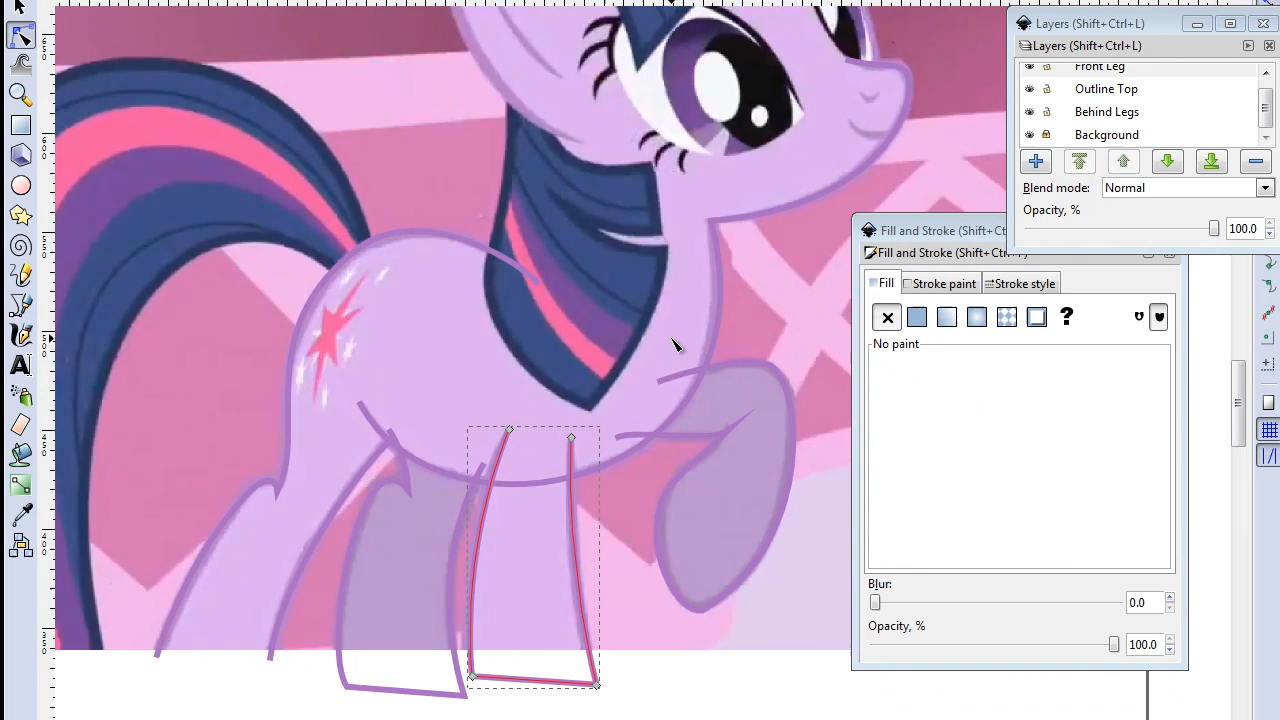 Layers (Shift+Ctrl+L)
Layers (Shift+Ctrl+L)
Front Leg
Outline Top
Behind Legs
Background
Blend mode: Normal
Opacity, %
100.0
Fill and Stroke (Shift+Ct
Fill and Stroke (Shift+Ct
Fill
Stroke paint
Stroke style
?
No paint
Blur:
0.0
Opacity, %
100.0
A